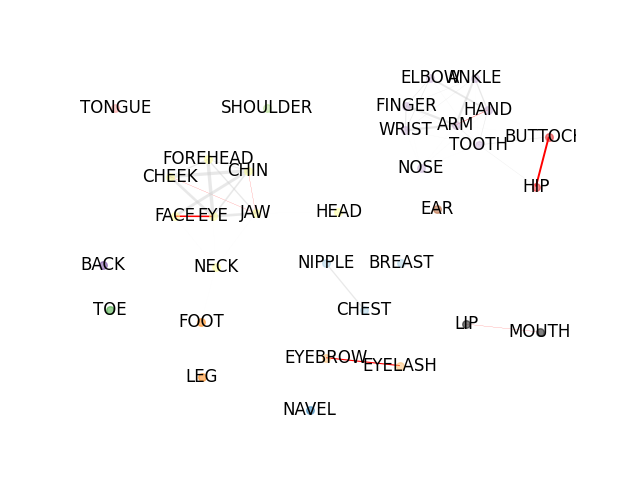 ELBOW
ANKLE
TONGUE
SHOULDER
FINGER
HAND
WRIST
ARM
BUTTOCK
TOOTH
FOREHEAD
CHIN
CHEEK
NOSE
HIP
FACE
EYE
JAW
HEAD
EAR
BACK
NECK
NIPPLE
BREAST
TOE
FOOT
CHEST
LIP
MOUTH
EYEBROW
EYELASH
LEG
NAVEL